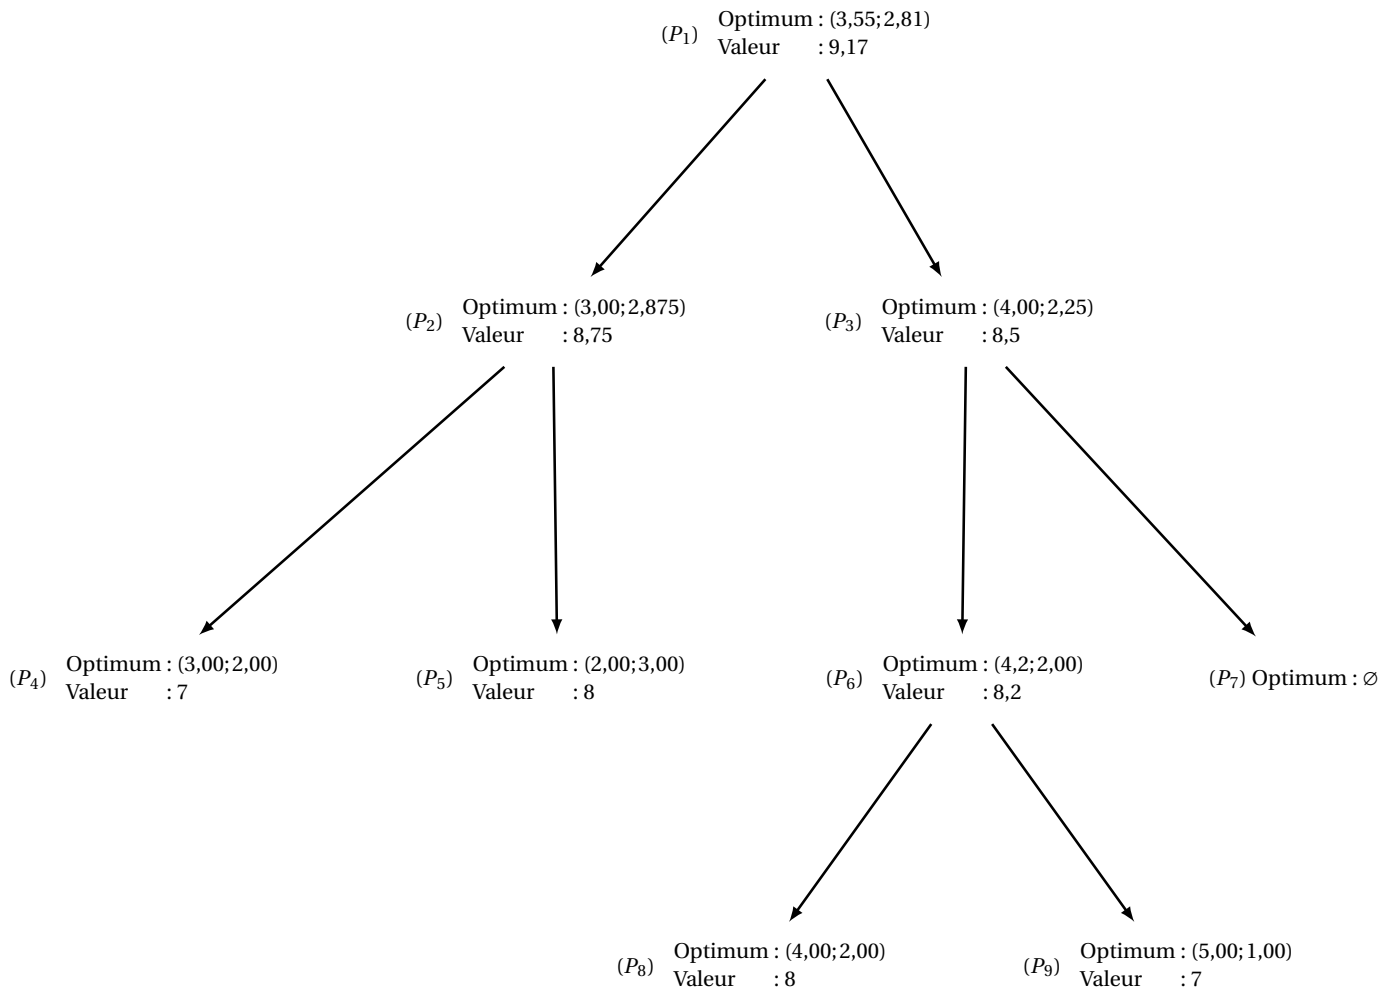 (P1) Optimum : (3,55;2,81)
Valeur : 9,17
(P2) Optimum : (3,00;2,875)
Valeur : 8,75
(P3) Optimum : (4,00;2,25)
Valeur : 8,5
(P4) Optimum : (3,00;2,00)
Valeur : 7
(P5) Optimum : (2,00;3,00)
Valeur : 8
(P6) Optimum : (4,2;2,00)
Valeur : 8,2
(P7) Optimum : ∅
(P8) Optimum : (4,00;2,00)
Valeur : 8
(P9) Optimum : (5,00;1,00)
Valeur : 7